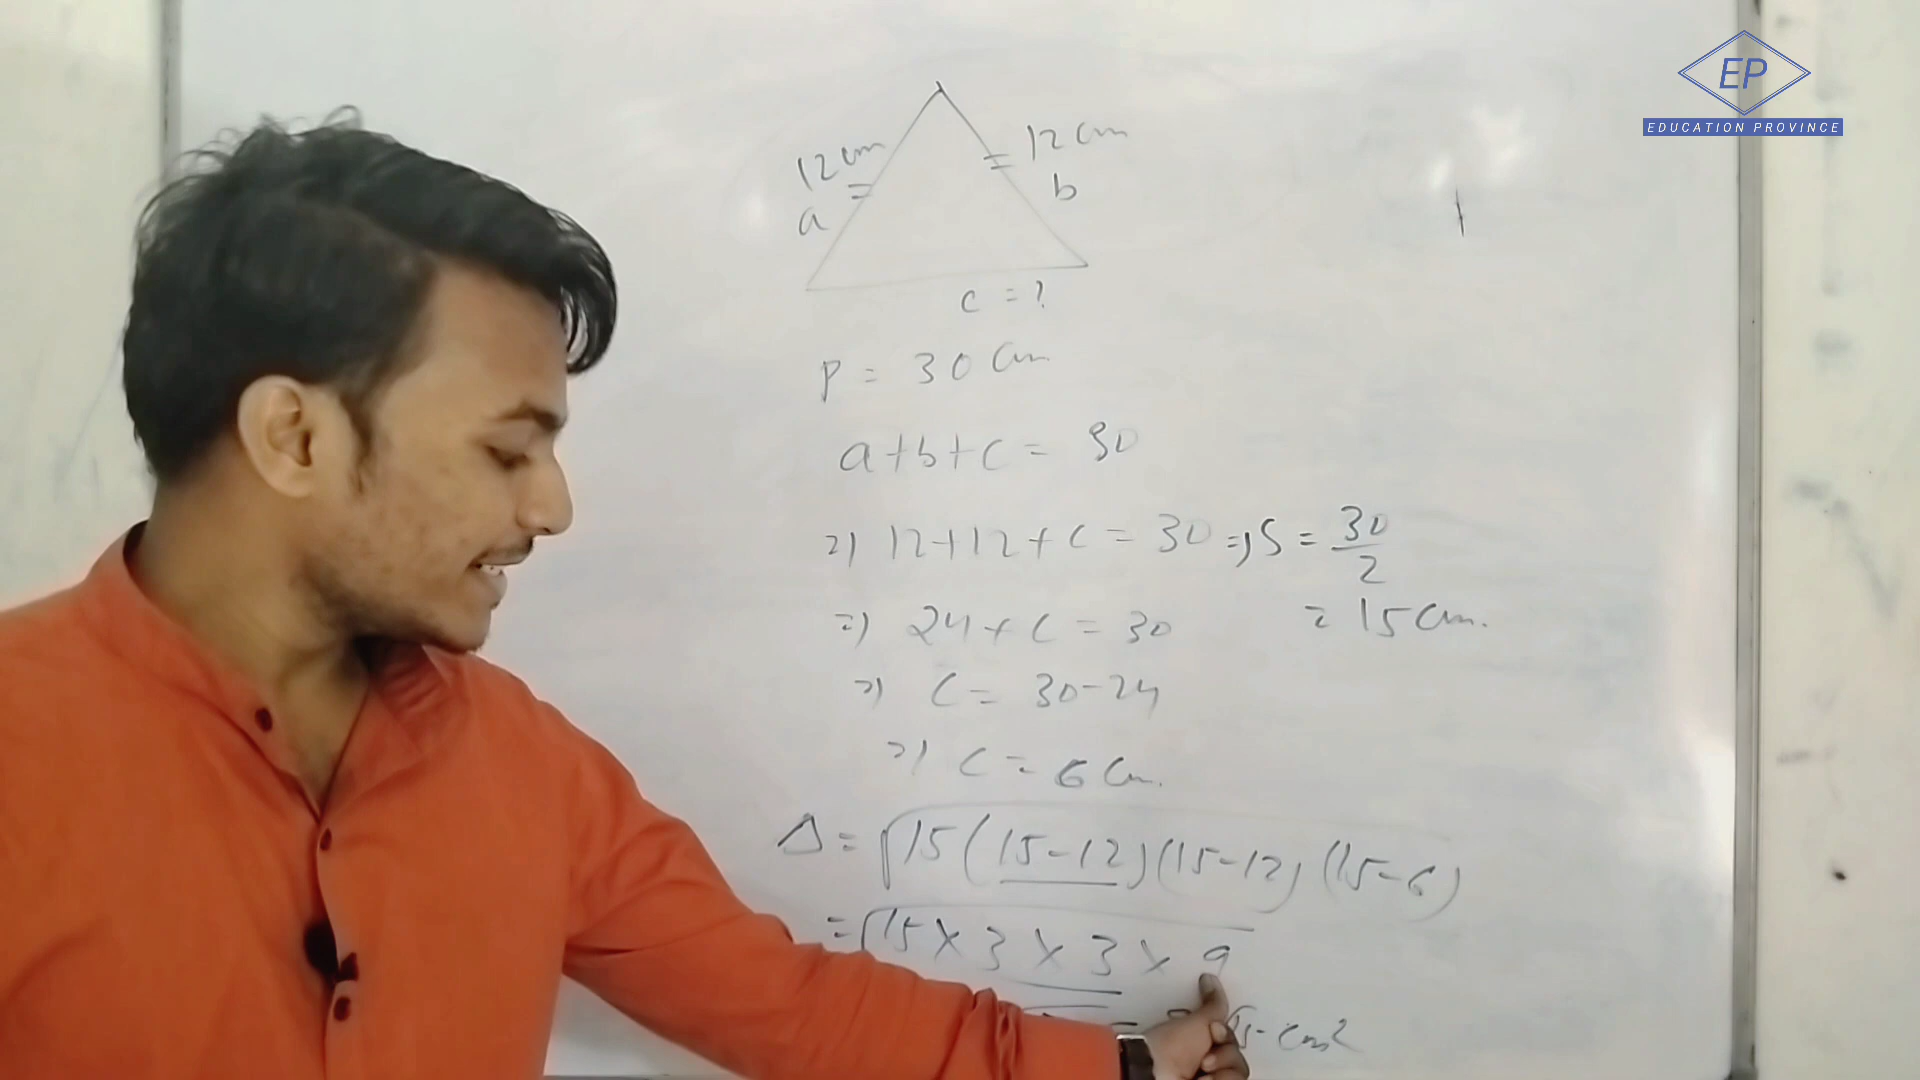 EP
EDUCATION PROVINCE
12 cm
= 12 cm
a
b
c = ?
P = 30 cm
a+b+c = 30
=) 12+12+c = 30 =) S = 30/2
=) 24+c = 30
= 15 cm.
=) c = 30-24
=) c = 6 cm.
Δ = √15(15-12)(15-12)(15-6)
= √15×3×3×9
cm²